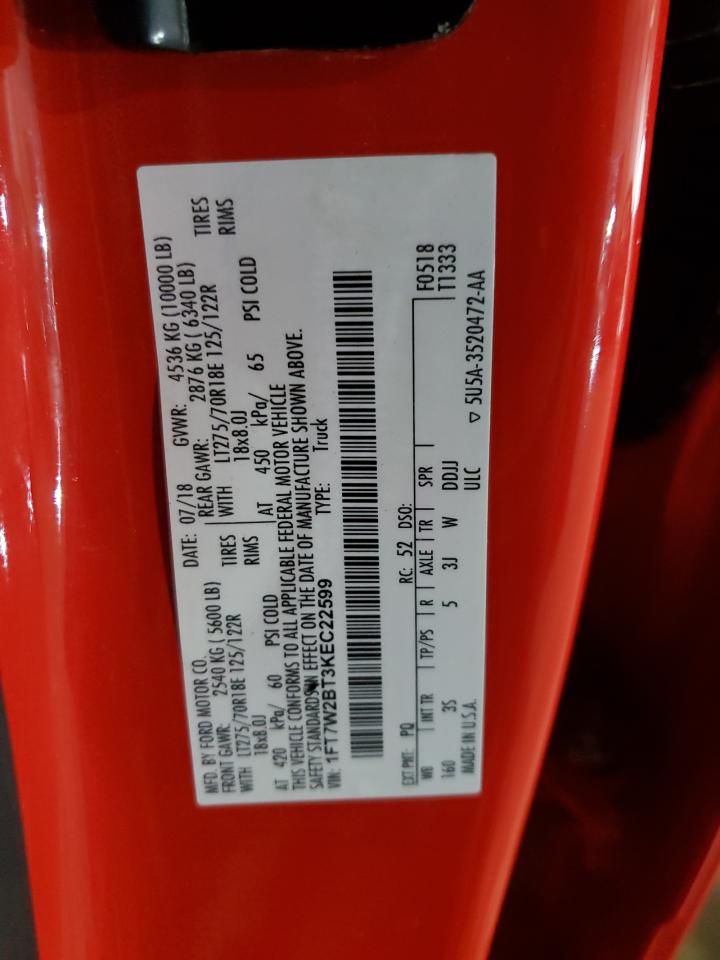 MFD. BY FORD MOTOR CO. DATE: 07/18 GVWR: 4536 KG (10000 LB)
FRONT GAWR: 2540 KG ( 5600 LB) REAR GAWR: 2876 KG ( 6340 LB)
WITH LT275/70R18E 125/122R TIRES WITH LT275/70R18E 125/122R TIRES
18x8.0J RIMS 18x8.0J RIMS
AT 420 kPa/ 60 PSI COLD AT 450 kPa/ 65 PSI COLD
THIS VEHICLE CONFORMS TO ALL APPLICABLE FEDERAL MOTOR VEHICLE
SAFETY STANDARDS IN EFFECT ON THE DATE OF MANUFACTURE SHOWN ABOVE.
VIN: 1FT7W2BT3KEC22599 TYPE: Truck
EXT PNT: PQ RC: 52 DSO: F0518
WB INT TR TP/PS R AXLE TR SPR T1333
160 3S 5 3J W DDJJ
MADE IN U.S.A. ULC ▽ 5U5A-3520472-AA